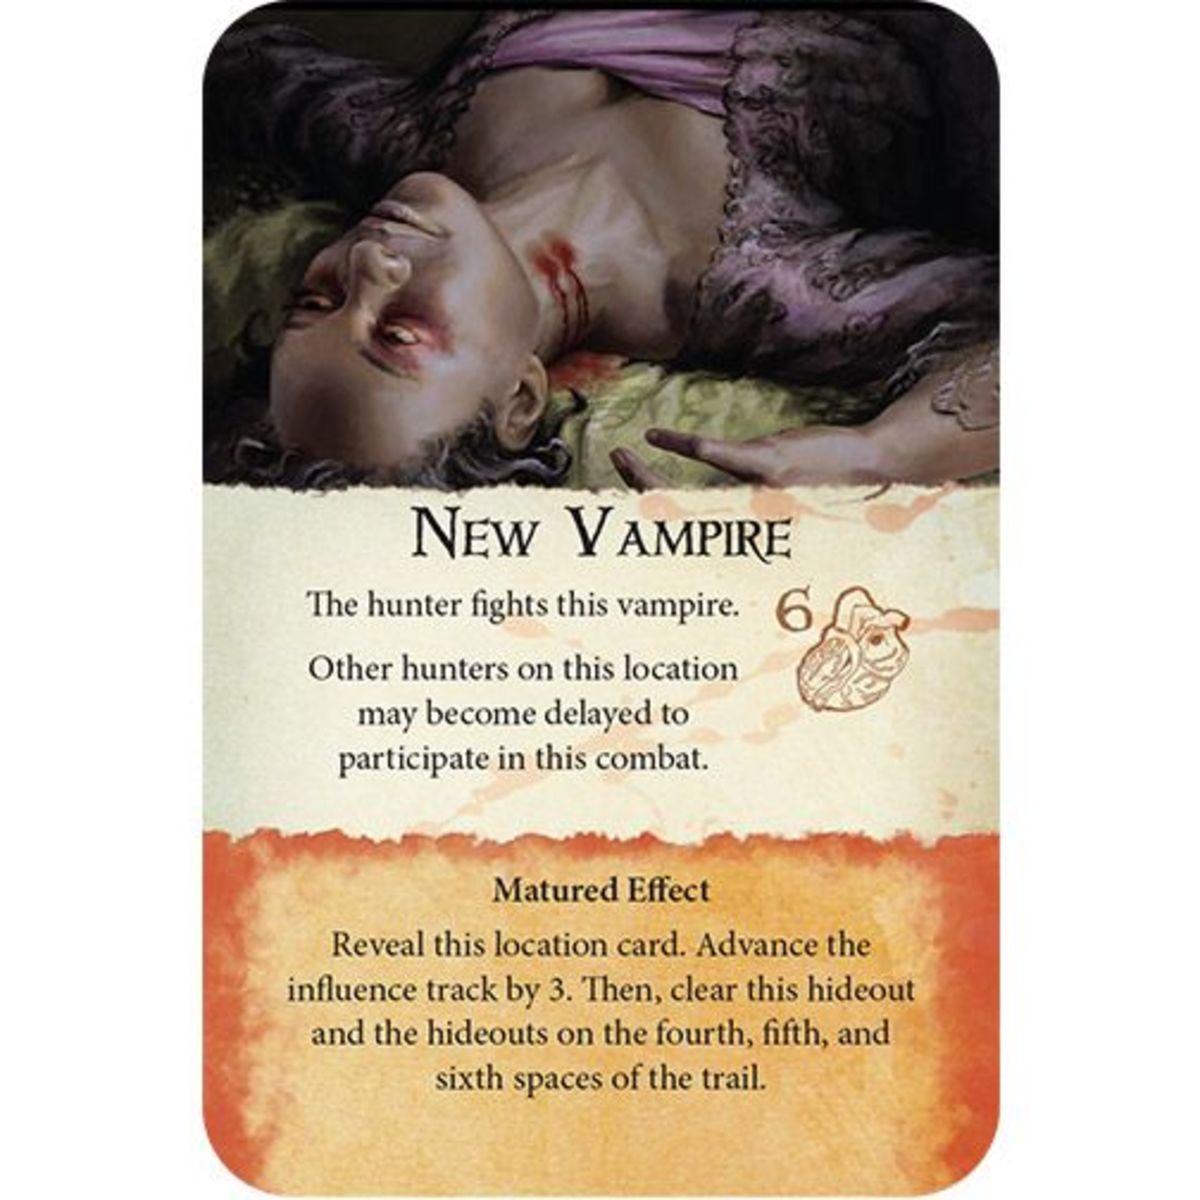 New Vampire
The hunter fights this vampire. 6
Other hunters on this location
may become delayed to
participate in this combat.
Matured Effect
Reveal this location card. Advance the
influence track by 3. Then, clear this hideout
and the hideouts on the fourth, fifth, and
sixth spaces of the trail.